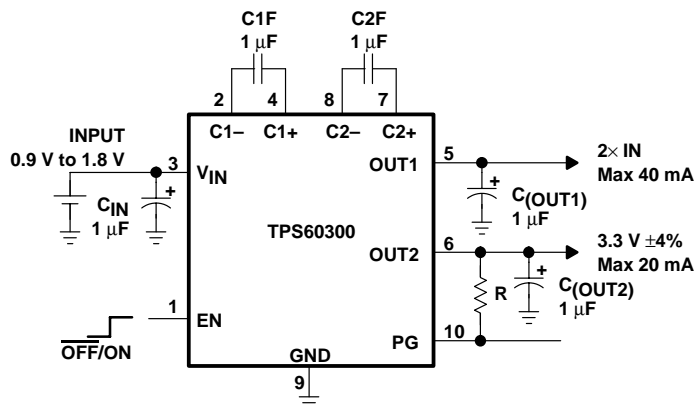 C1F
1 µF
C2F
1 µF
2
4
8
7
C1–
C1+
C2–
C2+
INPUT
0.9 V to 1.8 V
3
VIN
OUT1
5
2× IN
Max 40 mA
+
CIN
1 µF
+
C(OUT1)
1 µF
TPS60300
OUT2
6
3.3 V ±4%
Max 20 mA
R
+
C(OUT2)
1 µF
1
EN
OFF/ON
PG
10
GND
9